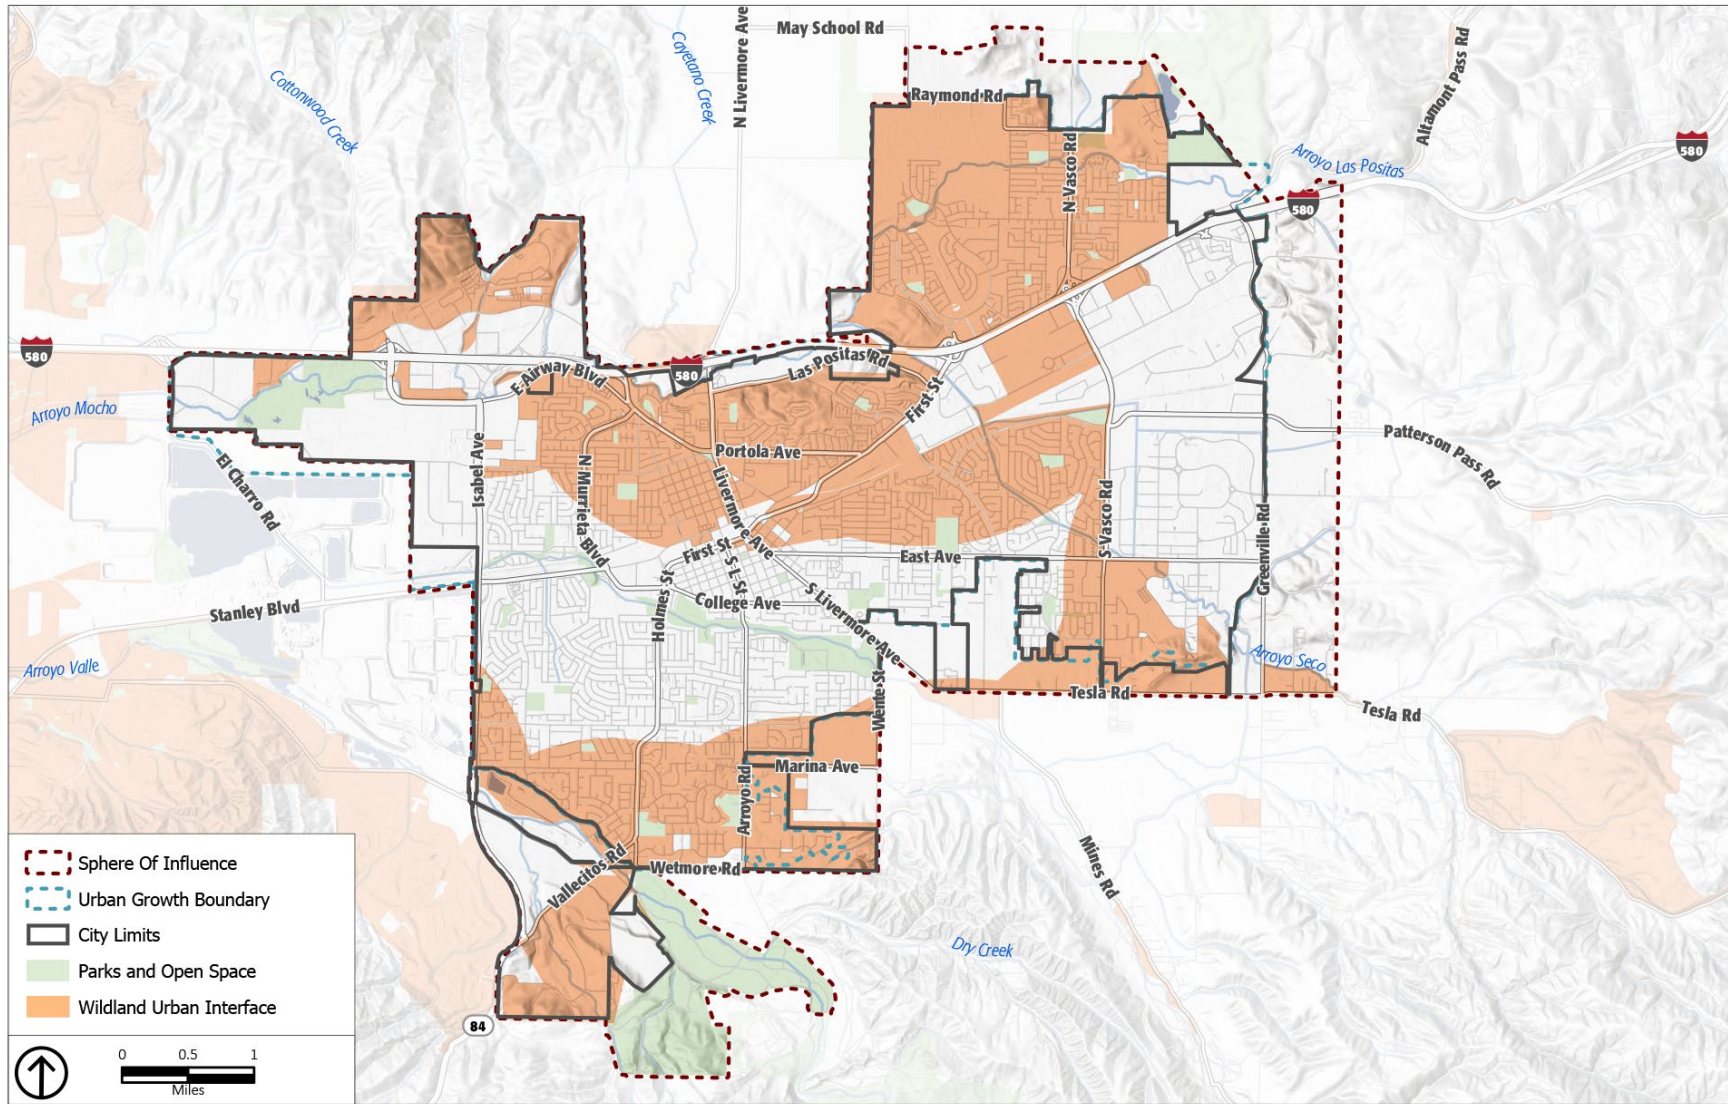 May School Rd
N Livermore Ave
Cayetano Creek
Cottonwood Creek
Altamont Pass Rd
Raymond Rd
N Vasco Rd
Arroyo Las Positas
580
580
580
580
E Airway Blvd
Las Positas Rd
First St
Arroyo Mocho
Isabel Ave
N Murrieta Blvd
Portola Ave
Livermore Ave
Patterson Pass Rd
El Charro Rd
S Vasco Rd
Greenville Rd
First St
East Ave
S L St
Holmes St
College Ave
S Livermore Ave
Stanley Blvd
Arroyo Valle
Arroyo Seco
Wente St
Tesla Rd
Tesla Rd
Marina Ave
Arroyo Rd
Wetmore Rd
Vallecitos Rd
Mines Rd
Dry Creek
84
Sphere Of Influence
Urban Growth Boundary
City Limits
Parks and Open Space
Wildland Urban Interface
0 0.5 1
Miles